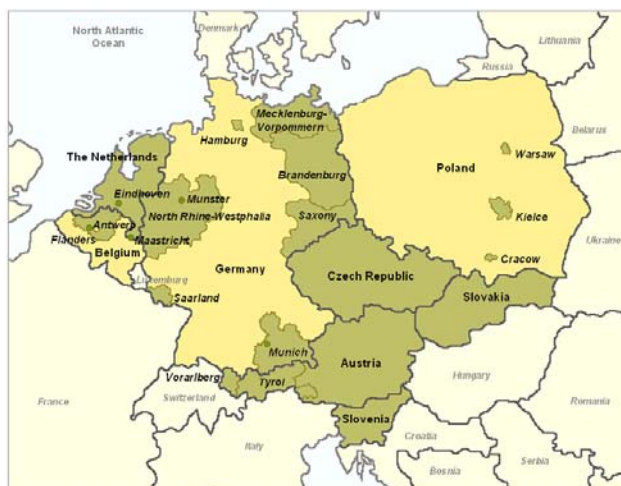 North Atlantic
Ocean
Denmark
Lithuania
Russia
Mecklenburg-
Vorpommern
Hamburg
Belarus
The Netherlands
Poland
Warsaw
Brandenburg
Eindhoven
Munster
North Rhine-Westphalia
Saxony
Kielce
Antwerp
Flanders
Maastricht
Ukraine
Belgium
Germany
Cracow
Luxemburg
Czech Republic
Saarland
Slovakia
Munich
Austria
Vorarlberg
Tyrol
Hungary
Switzerland
France
Romania
Slovenia
Italy
Croatia
Serbia
Bosnia